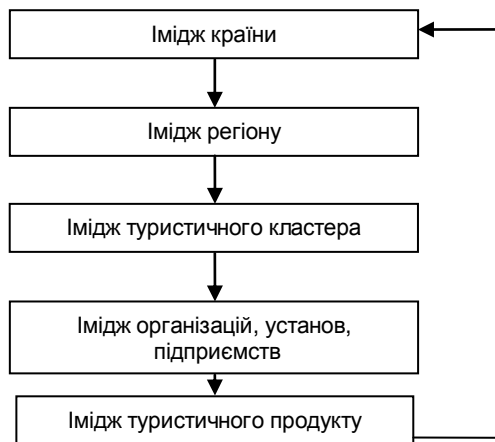 Імідж країни
Імідж регіону
Імідж туристичного кластера
Імідж організацій, установ,
підприємств
Імідж туристичного продукту